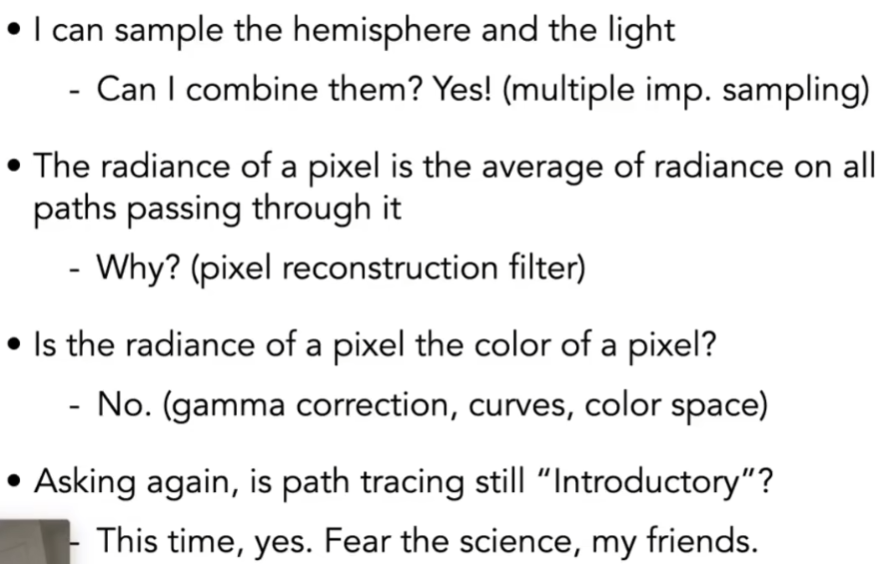 • I can sample the hemisphere and the light
- Can I combine them? Yes! (multiple imp. sampling)
• The radiance of a pixel is the average of radiance on all
paths passing through it
- Why? (pixel reconstruction filter)
• Is the radiance of a pixel the color of a pixel?
- No. (gamma correction, curves, color space)
• Asking again, is path tracing still “Introductory”?
- This time, yes. Fear the science, my friends.